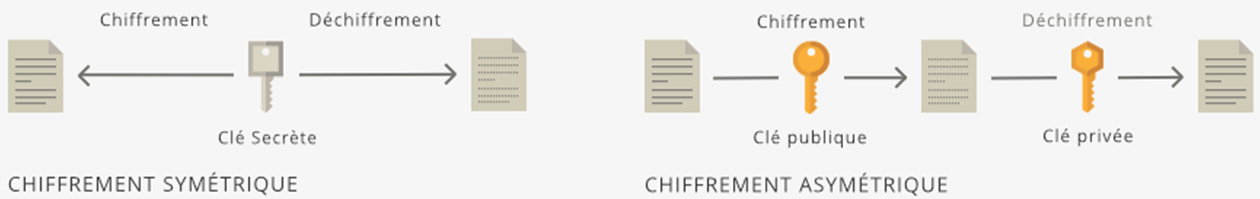 Chiffrement
Déchiffrement
Clé Secrète
CHIFFREMENT SYMÉTRIQUE
Chiffrement
Déchiffrement
Clé publique
Clé privée
CHIFFREMENT ASYMÉTRIQUE